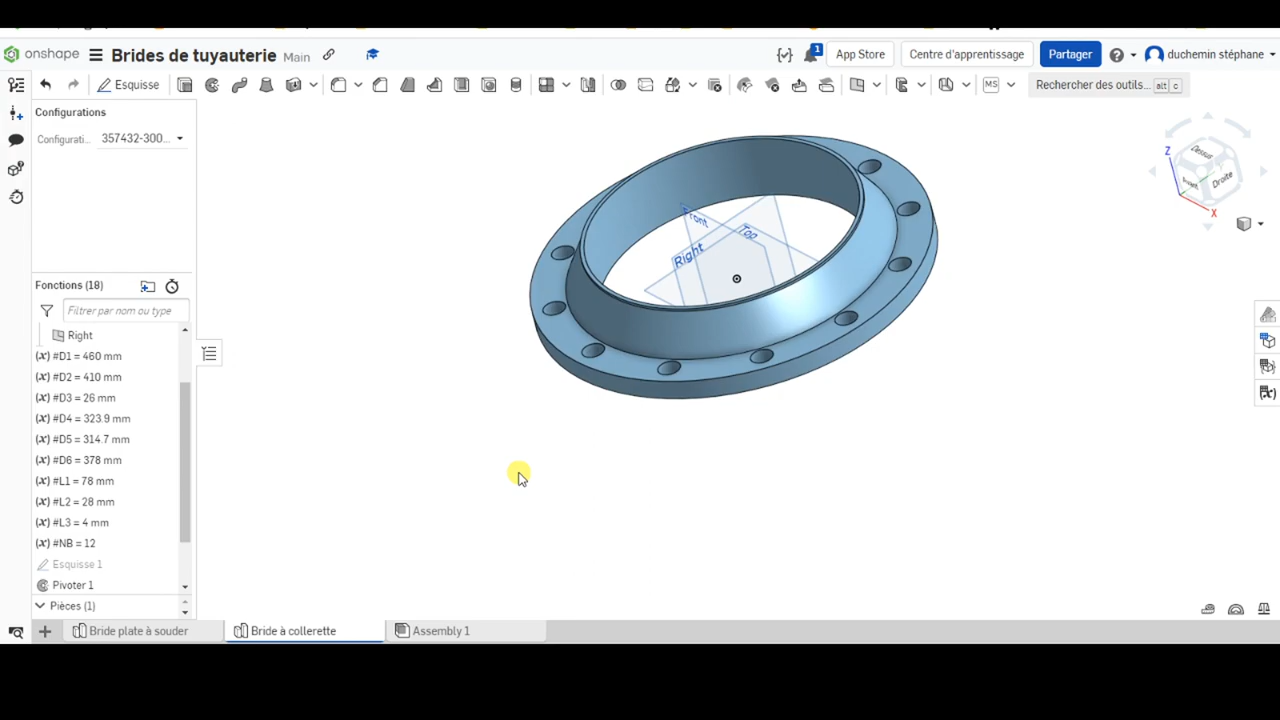 onshape
Brides de tuyauterie Main
1
App Store
Centre d'apprentissage
Partager
duchemin stéphane
Esquisse
MS
Rechercher des outils... alt c
Configurations
Configurati... 357432-300...
Fonctions (18)
Filtrer par nom ou type
Right
(x) #D1 = 460 mm
(x) #D2 = 410 mm
(x) #D3 = 26 mm
(x) #D4 = 323.9 mm
(x) #D5 = 314.7 mm
(x) #D6 = 378 mm
(x) #L1 = 78 mm
(x) #L2 = 28 mm
(x) #L3 = 4 mm
(x) #NB = 12
Esquisse 1
Pivoter 1
Pièces (1)
Front
Top
Right
Z
Dessus
Droite
X
(x)
Bride plate à souder
Bride à collerette
Assembly 1